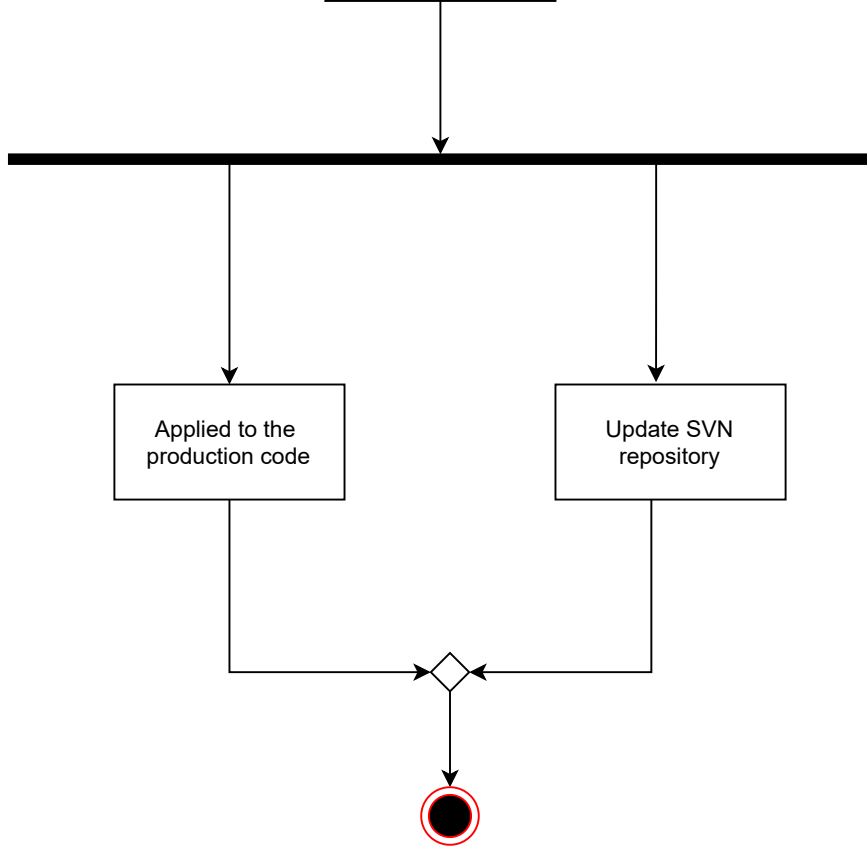 Applied to the
production code
Update SVN
repository